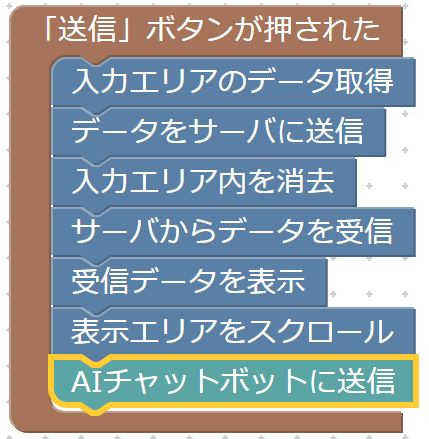 「送信」ボタンが押された
入力エリアのデータ取得
データをサーバに送信
入力エリア内を消去
サーバからデータを受信
受信データを表示
表示エリアをスクロール
AIチャットボットに送信